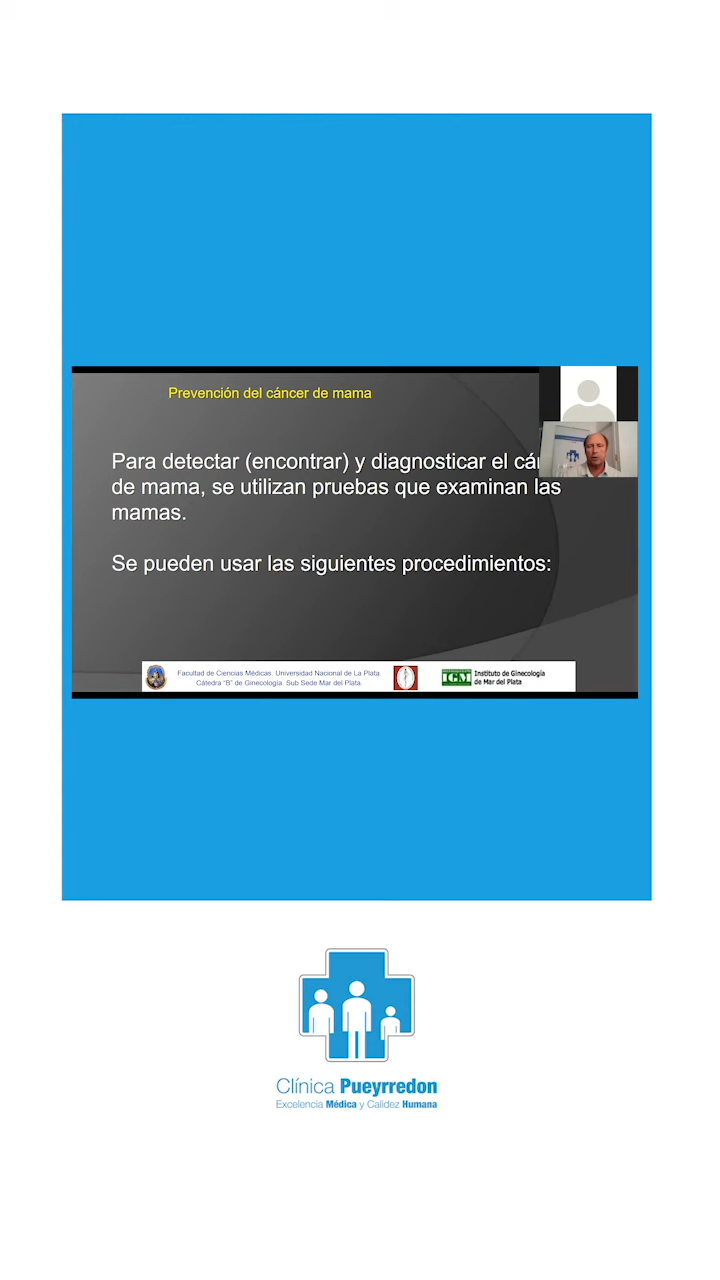 Prevención del cáncer de mama
Para detectar (encontrar) y diagnosticar el cán
de mama, se utilizan pruebas que examinan las
mamas.
Se pueden usar las siguientes procedimientos:
Facultad de Ciencias Médicas. Universidad Nacional de La Plata.
Cátedra "B" de Ginecología. Sub Sede Mar del Plata.
IGM
Instituto de Ginecología
de Mar del Plata
Clínica Pueyrredon
Excelencia Médica y Calidez Humana